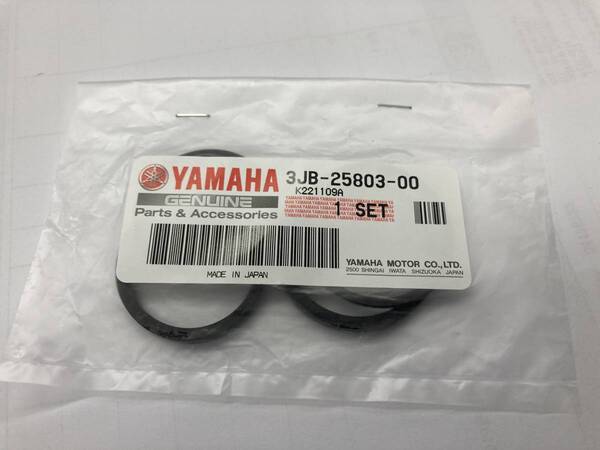 YAMAHA 3JB-25803-00
GENUINE K221109A
Parts & Accessories 1 SET
YAMAHA MOTOR CO.,LTD.
MADE IN JAPAN 2500 SHINGAI IWATA SHIZUOKA JAPAN